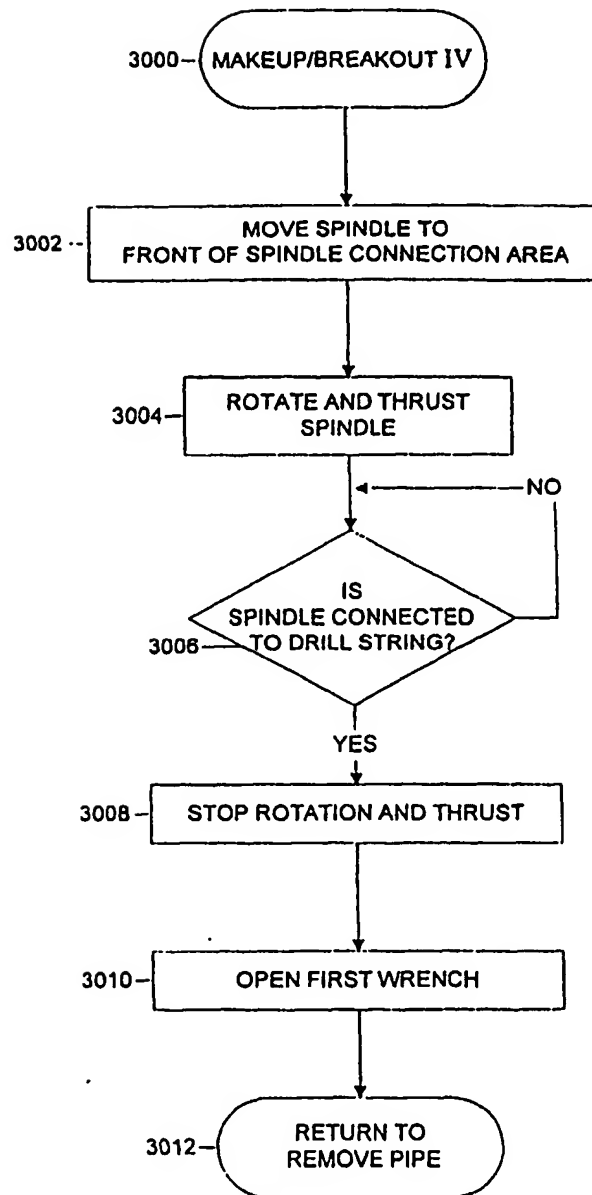 3000
MAKEUP/BREAKOUT IV
3002
MOVE SPINDLE TO
FRONT OF SPINDLE CONNECTION AREA
3004
ROTATE AND THRUST
SPINDLE
NO
IS
SPINDLE CONNECTED
3006
TO DRILL STRING?
YES
3008
STOP ROTATION AND THRUST
3010
OPEN FIRST WRENCH
3012
RETURN TO
REMOVE PIPE